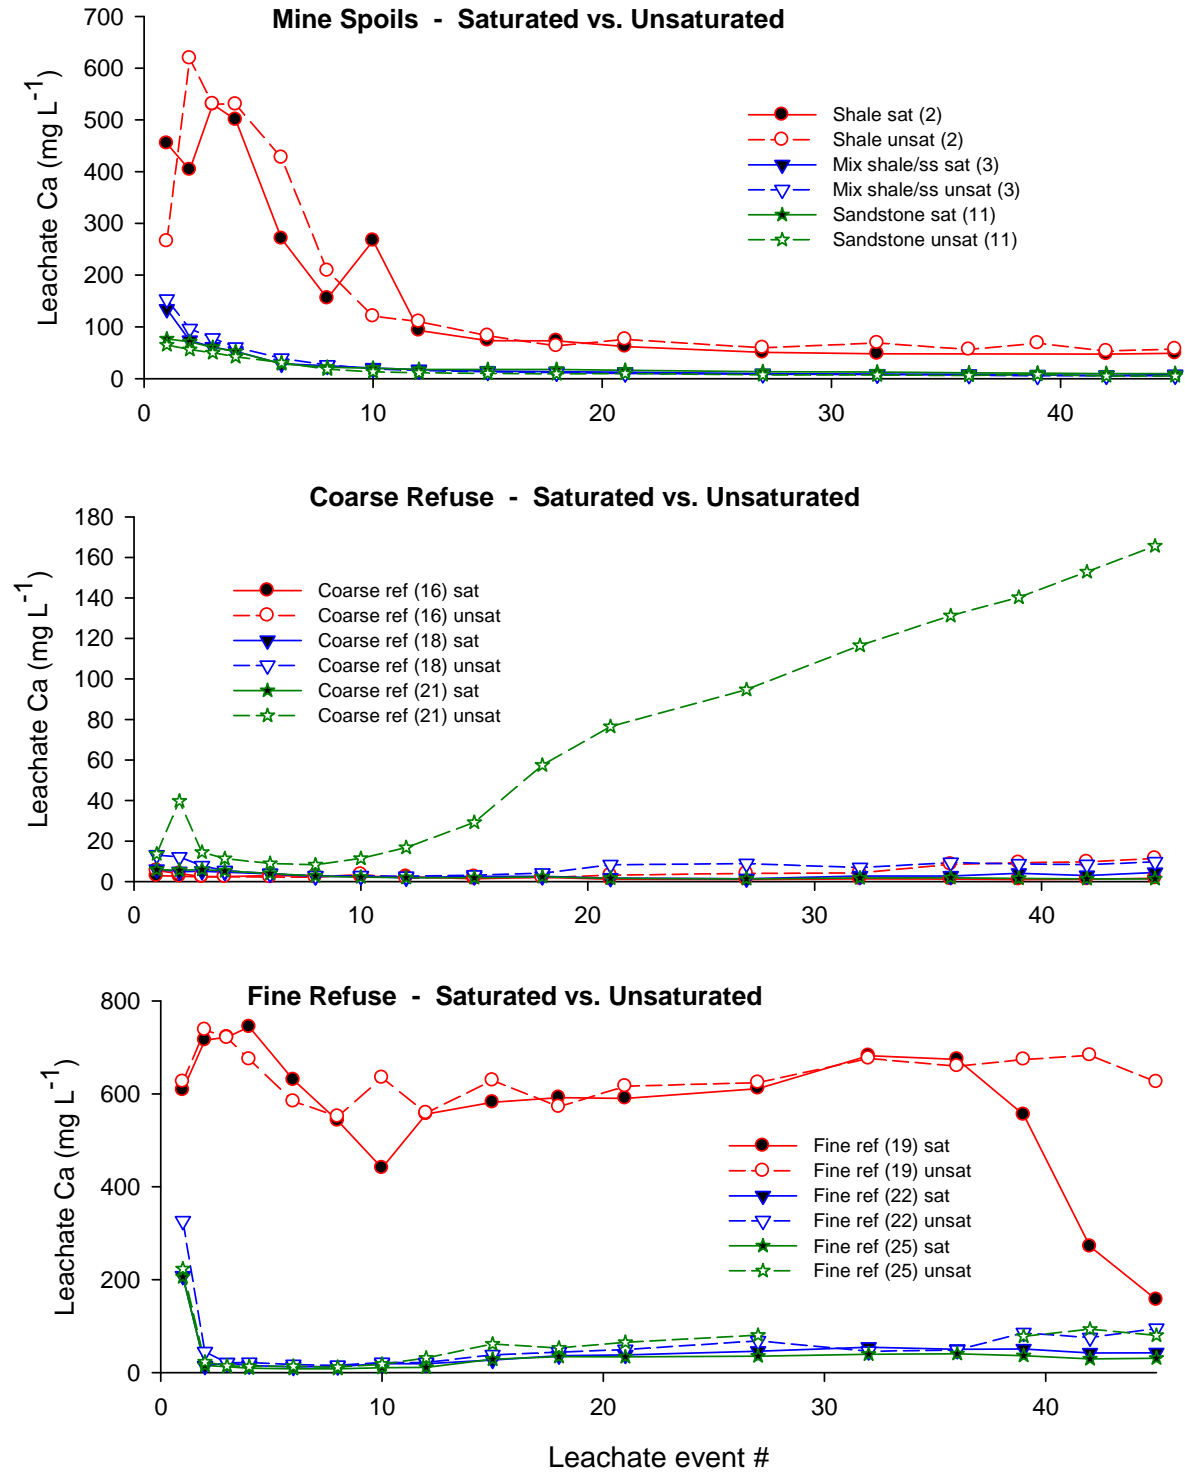 Mine Spoils - Saturated vs. Unsaturated
Leachate Ca (mg L-1)
700
600
500
400
300
200
100
0
0 10 20 30 40
Shale sat (2)
Shale unsat (2)
Mix shale/ss sat (3)
Mix shale/ss unsat (3)
Sandstone sat (11)
Sandstone unsat (11)
Coarse Refuse - Saturated vs. Unsaturated
Leachate Ca (mg L-1)
180
160
140
120
100
80
60
40
20
0
0 10 20 30 40
Coarse ref (16) sat
Coarse ref (16) unsat
Coarse ref (18) sat
Coarse ref (18) unsat
Coarse ref (21) sat
Coarse ref (21) unsat
Fine Refuse - Saturated vs. Unsaturated
Leachate Ca (mg L-1)
800
600
400
200
0
0 10 20 30 40
Fine ref (19) sat
Fine ref (19) unsat
Fine ref (22) sat
Fine ref (22) unsat
Fine ref (25) sat
Fine ref (25) unsat
Leachate event #